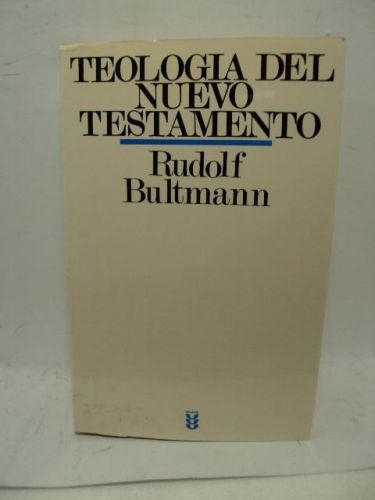 TEOLOGIA DEL
NUEVO
TESTAMENTO
Rudolf
Bultmann